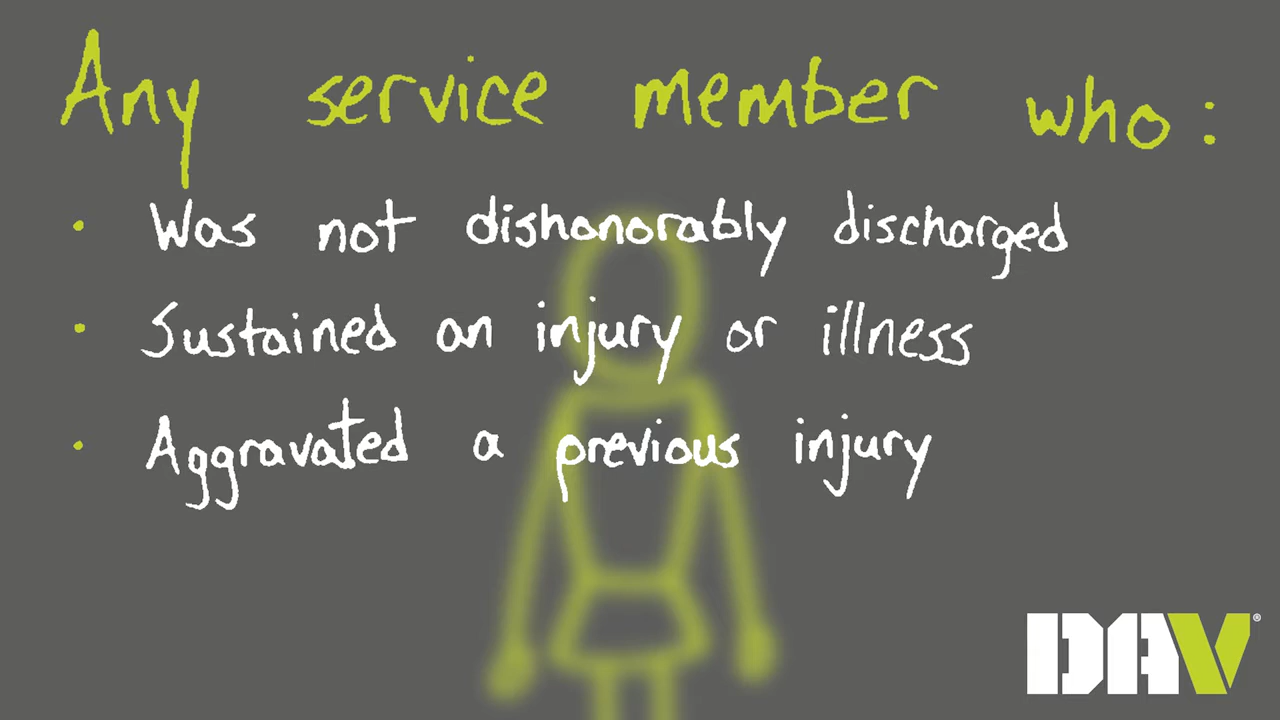 Any service member who:
• Was not dishonorably discharged
• Sustained an injury or illness
• Aggravated a previous injury
DAV®